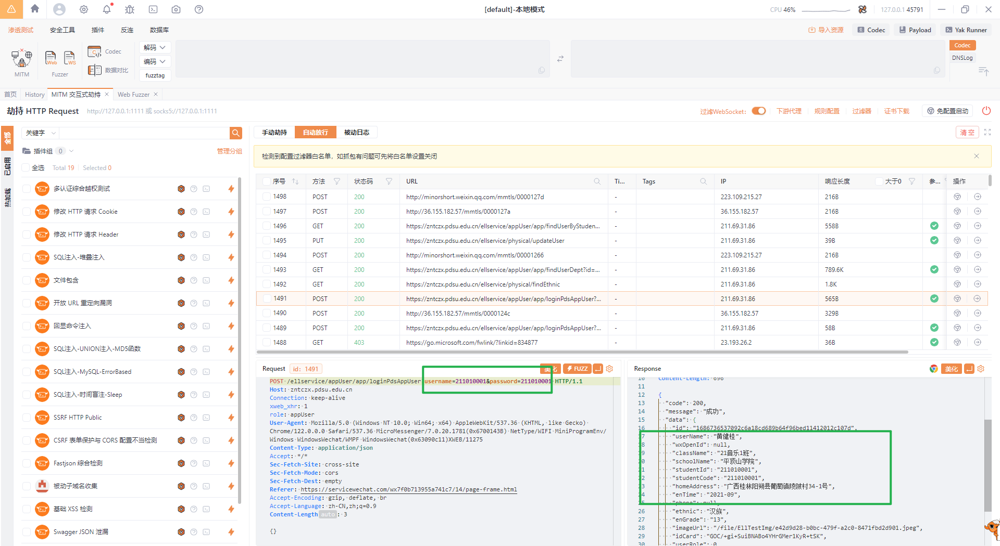 [default]-本地模式
CPU 46%
127.0.0.1 45791
渗透测试 安全工具 插件 反连 数据库
导入资源 Codec Payload Yak Runner
MITM
Web
WS
Fuzzer
Codec
数据对比
解码
编码
fuzztag
Codec
DNSLog
首页 History MITM 交互式劫持 × Web Fuzzer ×
劫持 HTTP Request http://127.0.0.1:1111 或 socks5://127.0.0.1:1111
过滤WebSocket: 下游代理 规则配置 过滤器 证书下载 免配置启动
全部
已启用
热加载
关键字
插件组 0 管理分组
全选 Total 19 Selected 0
多认证综合越权测试
修改 HTTP 请求 Cookie
修改 HTTP 请求 Header
SQL注入-堆叠注入
文件包含
开放 URL 重定向漏洞
回显命令注入
SQL注入-UNION注入-MD5函数
SQL注入-MySQL-ErrorBased
SQL注入-时间盲注-Sleep
SSRF HTTP Public
CSRF 表单保护与 CORS 配置不当检测
Fastjson 综合检测
被动子域名收集
基础 XSS 检测
Swagger JSON 泄漏
手动劫持 自动放行 被动日志 清 空
检测到配置过滤器白名单，如抓包有问题可先将白名单设置关闭
序号 方法 状态码 URL Ti... Tags IP 响应长度 大于0 参... 操作
1498 POST 200 http://minorshort.weixin.qq.com/mmtls/0000127d - 223.109.215.27 216B
1497 POST 200 http://36.155.182.57/mmtls/0000127a - 36.155.182.57 216B
1496 GET 200 https://zntczx.pdsu.edu.cn/ellservice/appUser/app/findUserByStuden... - 211.69.31.86 558B
1495 PUT 200 https://zntczx.pdsu.edu.cn/ellservice/physical/updateUser - 211.69.31.86 39B
1494 POST 200 http://minorshort.weixin.qq.com/mmtls/00001266 - 223.109.215.27 216B
1493 GET 200 https://zntczx.pdsu.edu.cn/ellservice/appUser/app/findUserDept?id=... - 211.69.31.86 789.6K
1492 GET 200 https://zntczx.pdsu.edu.cn/ellservice/physical/findEthnic - 211.69.31.86 1.8K
1491 POST 200 https://zntczx.pdsu.edu.cn/ellservice/appUser/app/loginPdsAppUser?... - 211.69.31.86 565B
1490 POST 200 http://36.155.182.57/mmtls/0000124c - 36.155.182.57 329B
1489 POST 200 https://zntczx.pdsu.edu.cn/ellservice/appUser/app/loginPdsAppUser?... - 211.69.31.86 58B
1488 GET 403 https://go.microsoft.com/fwlink/?linkid=834877 - 23.193.26.2 36B
Request id: 1491 美化 FUZZ
POST /ellservice/appUser/app/loginPdsAppUser username=211010001&password=211010001 HTTP/1.1
Host: zntczx.pdsu.edu.cn
Connection: keep-alive
xweb_xhr: 1
role: appUser
User-Agent: Mozilla/5.0 (Windows NT 10.0; Win64; x64) AppleWebKit/537.36 (KHTML, like Gecko)
Chrome/122.0.0.0 Safari/537.36 MicroMessenger/7.0.20.1781(0x6700143B) NetType/WIFI MiniProgramEnv/
Windows WindowsWechat/WMPF WindowsWechat(0x63090c11)XWEB/11275
Content-Type: application/json
Accept: */*
Sec-Fetch-Site: cross-site
Sec-Fetch-Mode: cors
Sec-Fetch-Dest: empty
Referer: https://servicewechat.com/wx7f0b713955a741c7/14/page-frame.html
Accept-Encoding: gzip, deflate, br
Accept-Language: zh-CN,zh;q=0.9
Content-Length auto : 3
{}
Response 美化
10 Content-Length: 696
11
12 {
13 "code": 200,
14 "message": "成功",
15 "data": {
16 "id": "1686736537092c6a18cd689b64f96bed11412012c107d",
17 "userName": "黄健桂",
18 "wxOpenId": null,
19 "className": "21音乐1班",
20 "schoolName": "平顶山学院",
21 "studentId": "211010001",
22 "studentCode": "211010001",
23 "homeAddress": "广西桂林阳朔县葡萄镇陵陂村34-1号",
24 "enTime": "2021-09",
25 "phone": null,
26 "ethnic": "汉族",
27 "enGrade": "13",
28 "imageUrl": "/file/EllTestImg/e42d9d28-b0bc-479f-a2c0-8471fbd2d901.jpeg",
29 "idCard": "GOC/+gi+SuiBNABo4YHrGMer1KyR+tSK",
30 "userRole": 0